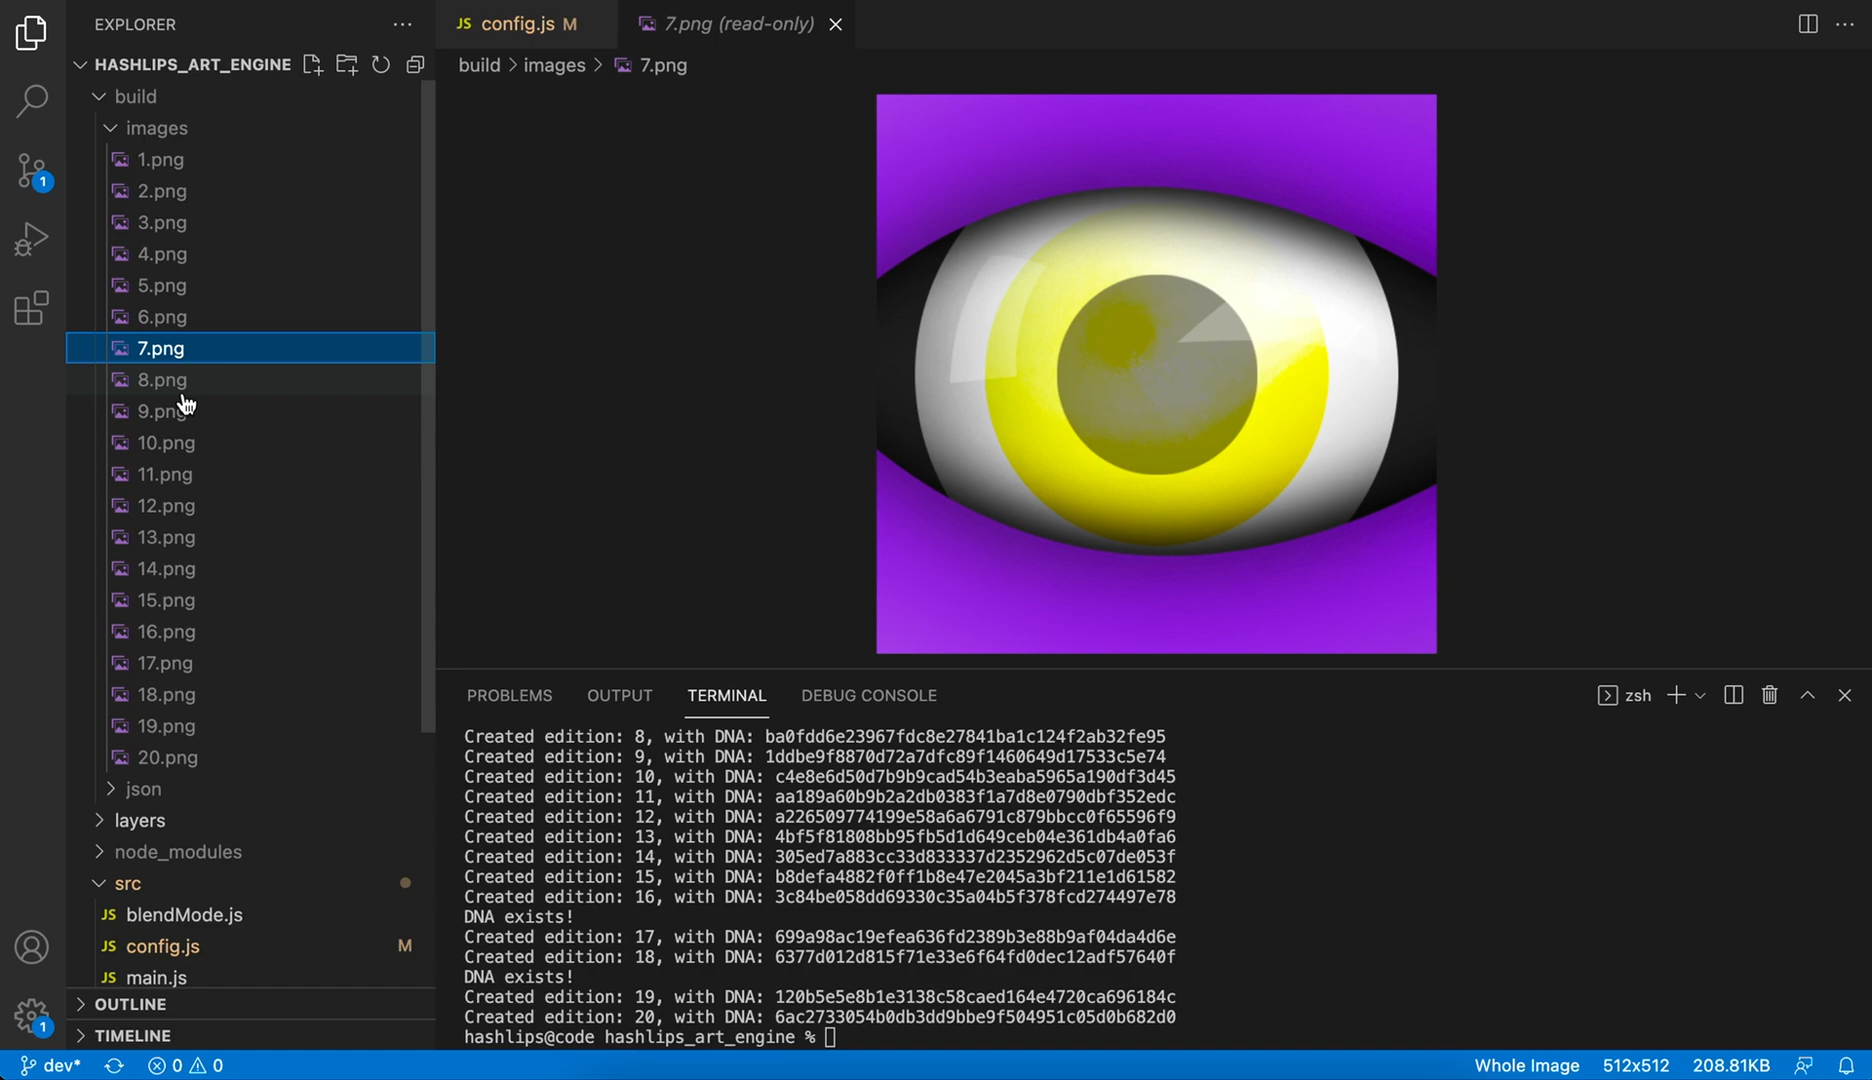 EXPLORER
HASHLIPS_ART_ENGINE
build
images
1.png
2.png
3.png
4.png
5.png
6.png
7.png
8.png
9.png
10.png
11.png
12.png
13.png
14.png
15.png
16.png
17.png
18.png
19.png
20.png
json
layers
node_modules
src
JS blendMode.js
JS config.js M
JS main.js
OUTLINE
TIMELINE
1
1
JS config.js M
7.png (read-only)
build > images > 7.png
PROBLEMS OUTPUT TERMINAL DEBUG CONSOLE
zsh
Created edition: 8, with DNA: ba0fdd6e23967fdc8e27841ba1c124f2ab32fe95
Created edition: 9, with DNA: 1ddbe9f8870d72a7dfc89f1460649d17533c5e74
Created edition: 10, with DNA: c4e8e6d50d7b9b9cad54b3eaba5965a190df3d45
Created edition: 11, with DNA: aa189a60b9b2a2db0383f1a7d8e0790dbf352edc
Created edition: 12, with DNA: a226509774199e58a6a6791c879bbcc0f65596f9
Created edition: 13, with DNA: 4bf5f81808bb95fb5d1d649ceb04e361db4a0fa6
Created edition: 14, with DNA: 305ed7a883cc33d833337d2352962d5c07de053f
Created edition: 15, with DNA: b8defa4882f0ff1b8e47e2045a3bf211e1d61582
Created edition: 16, with DNA: 3c84be058dd69330c35a04b5f378fcd274497e78
DNA exists!
Created edition: 17, with DNA: 699a98ac19efea636fd2389b3e88b9af04da4d6e
Created edition: 18, with DNA: 6377d012d815f71e33e6f64fd0dec12adf57640f
DNA exists!
Created edition: 19, with DNA: 120b5e5e8b1e3138c58caed164e4720ca696184c
Created edition: 20, with DNA: 6ac2733054b0db3dd9bbe9f504951c05d0b682d0
hashlips@code hashlips_art_engine %
dev* 0 0
Whole Image 512x512 208.81KB